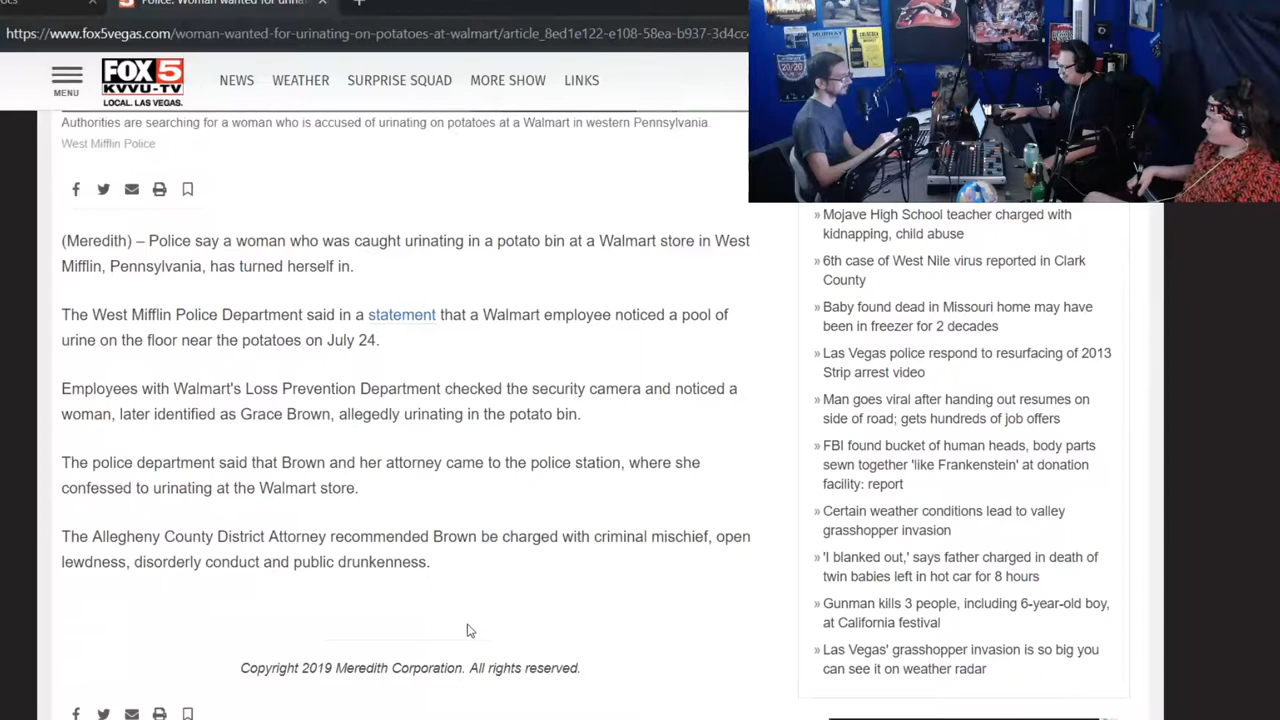 Police: Woman wanted for urina
https://www.fox5vegas.com/woman-wanted-for-urinating-on-potatoes-at-walmart/article_8ed1e122-e108-58ea-b937-3d4cc
MENU
FOX 5
KVVU-TV
LOCAL. LAS VEGAS.
NEWS WEATHER SURPRISE SQUAD MORE SHOW LINKS
MURRAY
20/20
Authorities are searching for a woman who is accused of urinating on potatoes at a Walmart in western Pennsylvania.
West Mifflin Police
(Meredith) – Police say a woman who was caught urinating in a potato bin at a Walmart store in West
Mifflin, Pennsylvania, has turned herself in.
The West Mifflin Police Department said in a statement that a Walmart employee noticed a pool of
urine on the floor near the potatoes on July 24.
Employees with Walmart's Loss Prevention Department checked the security camera and noticed a
woman, later identified as Grace Brown, allegedly urinating in the potato bin.
The police department said that Brown and her attorney came to the police station, where she
confessed to urinating at the Walmart store.
The Allegheny County District Attorney recommended Brown be charged with criminal mischief, open
lewdness, disorderly conduct and public drunkenness.
Copyright 2019 Meredith Corporation. All rights reserved.
» Mojave High School teacher charged with
kidnapping, child abuse
» 6th case of West Nile virus reported in Clark
County
» Baby found dead in Missouri home may have
been in freezer for 2 decades
» Las Vegas police respond to resurfacing of 2013
Strip arrest video
» Man goes viral after handing out resumes on
side of road; gets hundreds of job offers
» FBI found bucket of human heads, body parts
sewn together 'like Frankenstein' at donation
facility: report
» Certain weather conditions lead to valley
grasshopper invasion
» 'I blanked out,' says father charged in death of
twin babies left in hot car for 8 hours
» Gunman kills 3 people, including 6-year-old boy,
at California festival
» Las Vegas' grasshopper invasion is so big you
can see it on weather radar